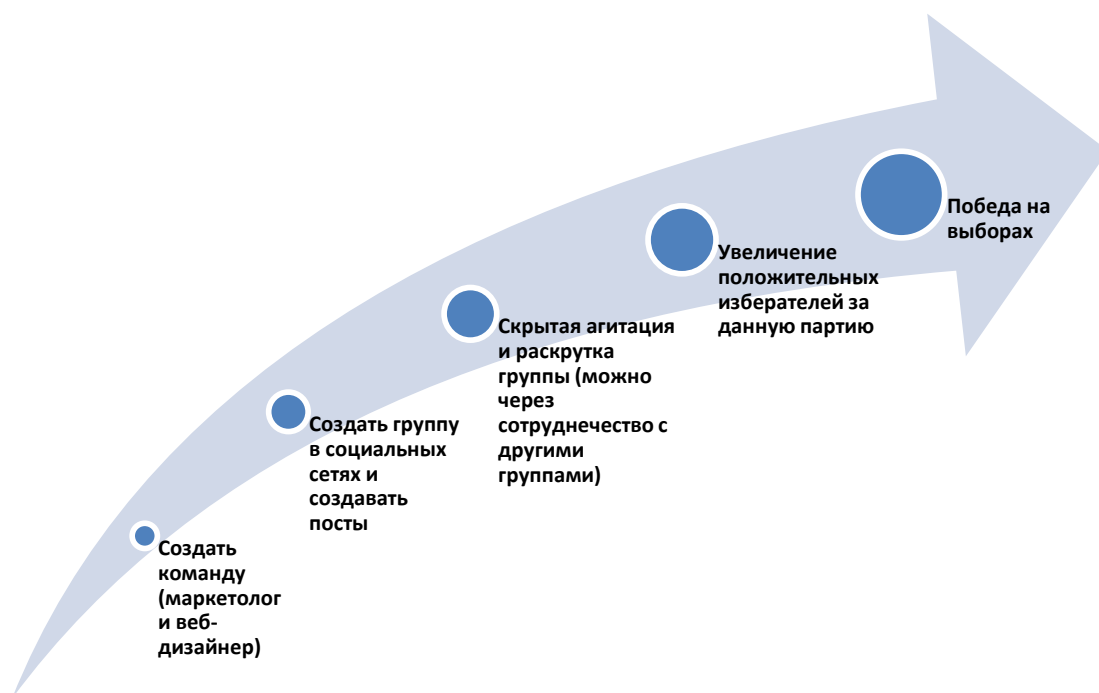 Создать
команду
(маркетолог
и веб-
дизайнер)
Создать группу
в социальных
сетях и
создавать
посты
Скрытая агитация
и раскрутка
группы (можно
через
сотруднечество с
другими
группами)
Увеличение
положительных
изберателей за
данную партию
Победа на
выборах